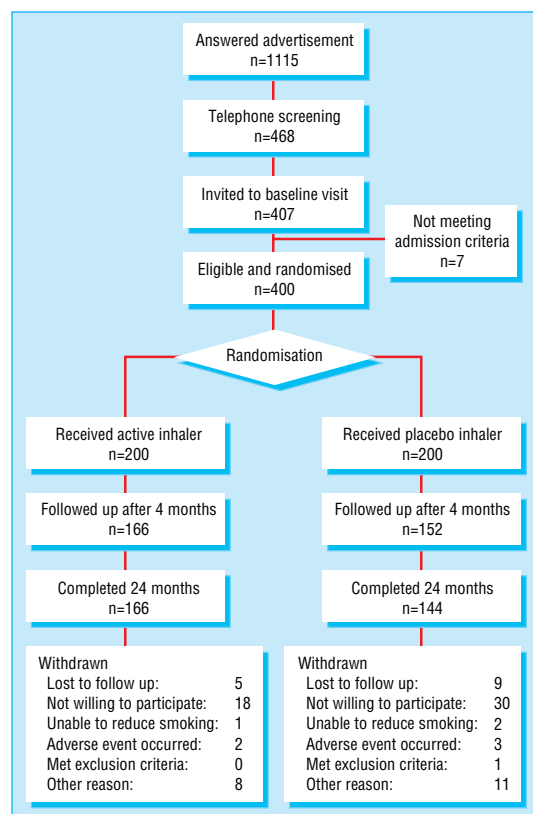 Answered advertisement
n=1115
Telephone screening
n=468
Invited to baseline visit
n=407
Not meeting
admission criteria
n=7
Eligible and randomised
n=400
Randomisation
Received active inhaler
n=200
Received placebo inhaler
n=200
Followed up after 4 months
n=166
Followed up after 4 months
n=152
Completed 24 months
n=166
Completed 24 months
n=144
Withdrawn
Lost to follow up: 5
Not willing to participate: 18
Unable to reduce smoking: 1
Adverse event occurred: 2
Met exclusion criteria: 0
Other reason: 8
Withdrawn
Lost to follow up: 9
Not willing to participate: 30
Unable to reduce smoking: 2
Adverse event occurred: 3
Met exclusion criteria: 1
Other reason: 11